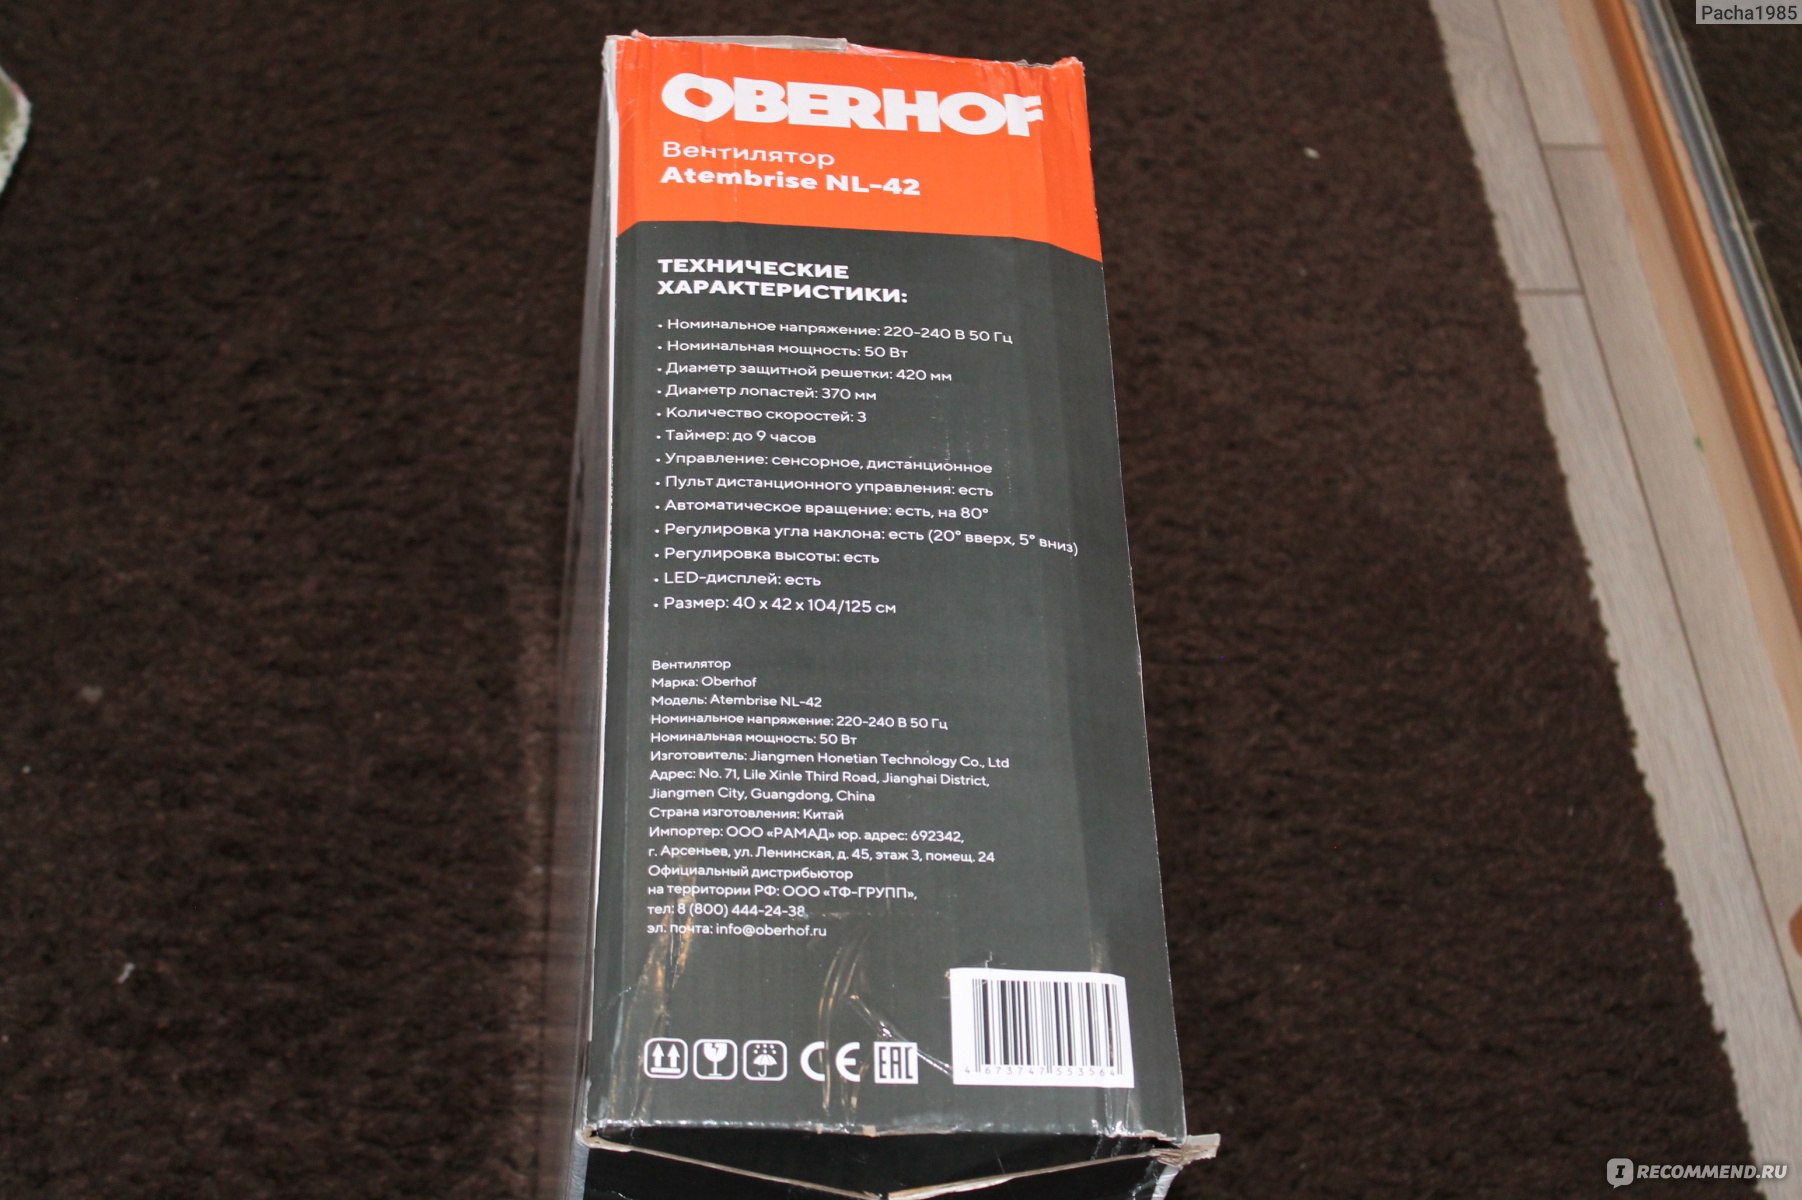 Pacha1985
OBERHOF
Вентилятор
Atembrise NL-42
ТЕХНИЧЕСКИЕ
ХАРАКТЕРИСТИКИ:
• Номинальное напряжение: 220-240 В 50 Гц
• Номинальная мощность: 50 Вт
• Диаметр защитной решетки: 420 мм
• Диаметр лопастей: 370 мм
• Количество скоростей: 3
• Таймер: до 9 часов
• Управление: сенсорное, дистанционное
• Пульт дистанционного управления: есть
• Автоматическое вращение: есть, на 80°
• Регулировка угла наклона: есть (20° вверх, 5° вниз)
• Регулировка высоты: есть
• LED-дисплей: есть
• Размер: 40 x 42 x 104/125 см
Вентилятор
Марка: Oberhof
Модель: Atembrise NL-42
Номинальное напряжение: 220-240 В 50 Гц
Номинальная мощность: 50 Вт
Изготовитель: Jiangmen Honetian Technology Co., Ltd
Адрес: No. 71, Lile Xinle Third Road, Jianghai District,
Jiangmen City, Guangdong, China
Страна изготовления: Китай
Импортер: ООО «РАМАД» юр. адрес: 692342,
г. Арсеньев, ул. Ленинская, д. 45, этаж 3, помещ. 24
Официальный дистрибьютор
на территории РФ: ООО «ТФ-ГРУПП»,
тел: 8 (800) 444-24-38,
эл. почта: info@oberhof.ru
CE EAC
4 673747 553564
IRECOMMEND.RU